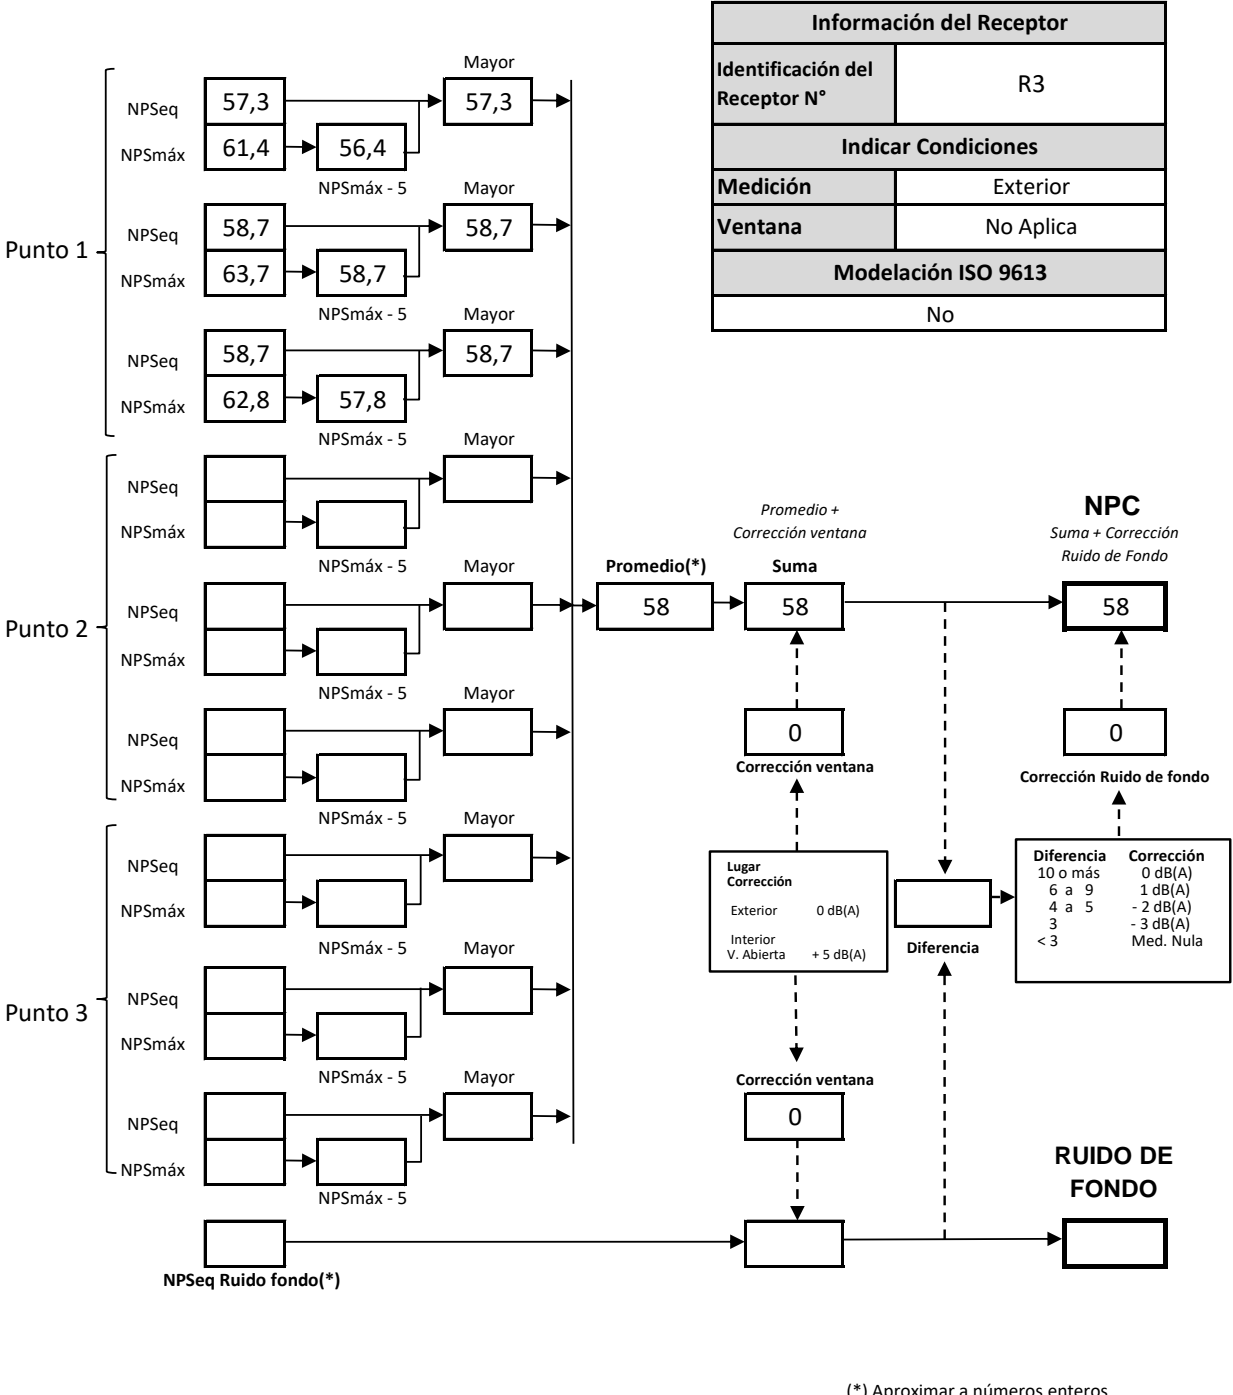 Información del Receptor
Identificación del Receptor N°
R3
Indicar Condiciones
Medición
Exterior
Ventana
No Aplica
Modelación ISO 9613
No
Punto 1
Mayor
NPSeq
57,3
57,3
NPSmáx
61,4
56,4
NPSmáx - 5
Mayor
NPSeq
58,7
58,7
NPSmáx
63,7
58,7
NPSmáx - 5
Mayor
NPSeq
58,7
58,7
NPSmáx
62,8
57,8
NPSmáx - 5
Punto 2
Mayor
NPSeq
NPSmáx
NPSmáx - 5
Mayor
NPSeq
NPSmáx
NPSmáx - 5
Mayor
NPSeq
NPSmáx
NPSmáx - 5
Punto 3
Mayor
NPSeq
NPSmáx
NPSmáx - 5
Mayor
NPSeq
NPSmáx
NPSmáx - 5
Mayor
NPSeq
NPSmáx
NPSmáx - 5
NPSeq Ruido fondo(*)
Promedio(*)
58
Promedio +
Corrección ventana
Suma
58
0
Corrección ventana
Lugar
Corrección
Exterior 0 dB(A)
Interior
V. Abierta + 5 dB(A)
Corrección ventana
0
Diferencia
NPC
Suma + Corrección
Ruido de Fondo
58
0
Corrección Ruido de fondo
Diferencia Corrección
10 o más 0 dB(A)
6 a 9 1 dB(A)
4 a 5 - 2 dB(A)
3 - 3 dB(A)
< 3 Med. Nula
RUIDO DE
FONDO
(*) Aproximar a números enteros